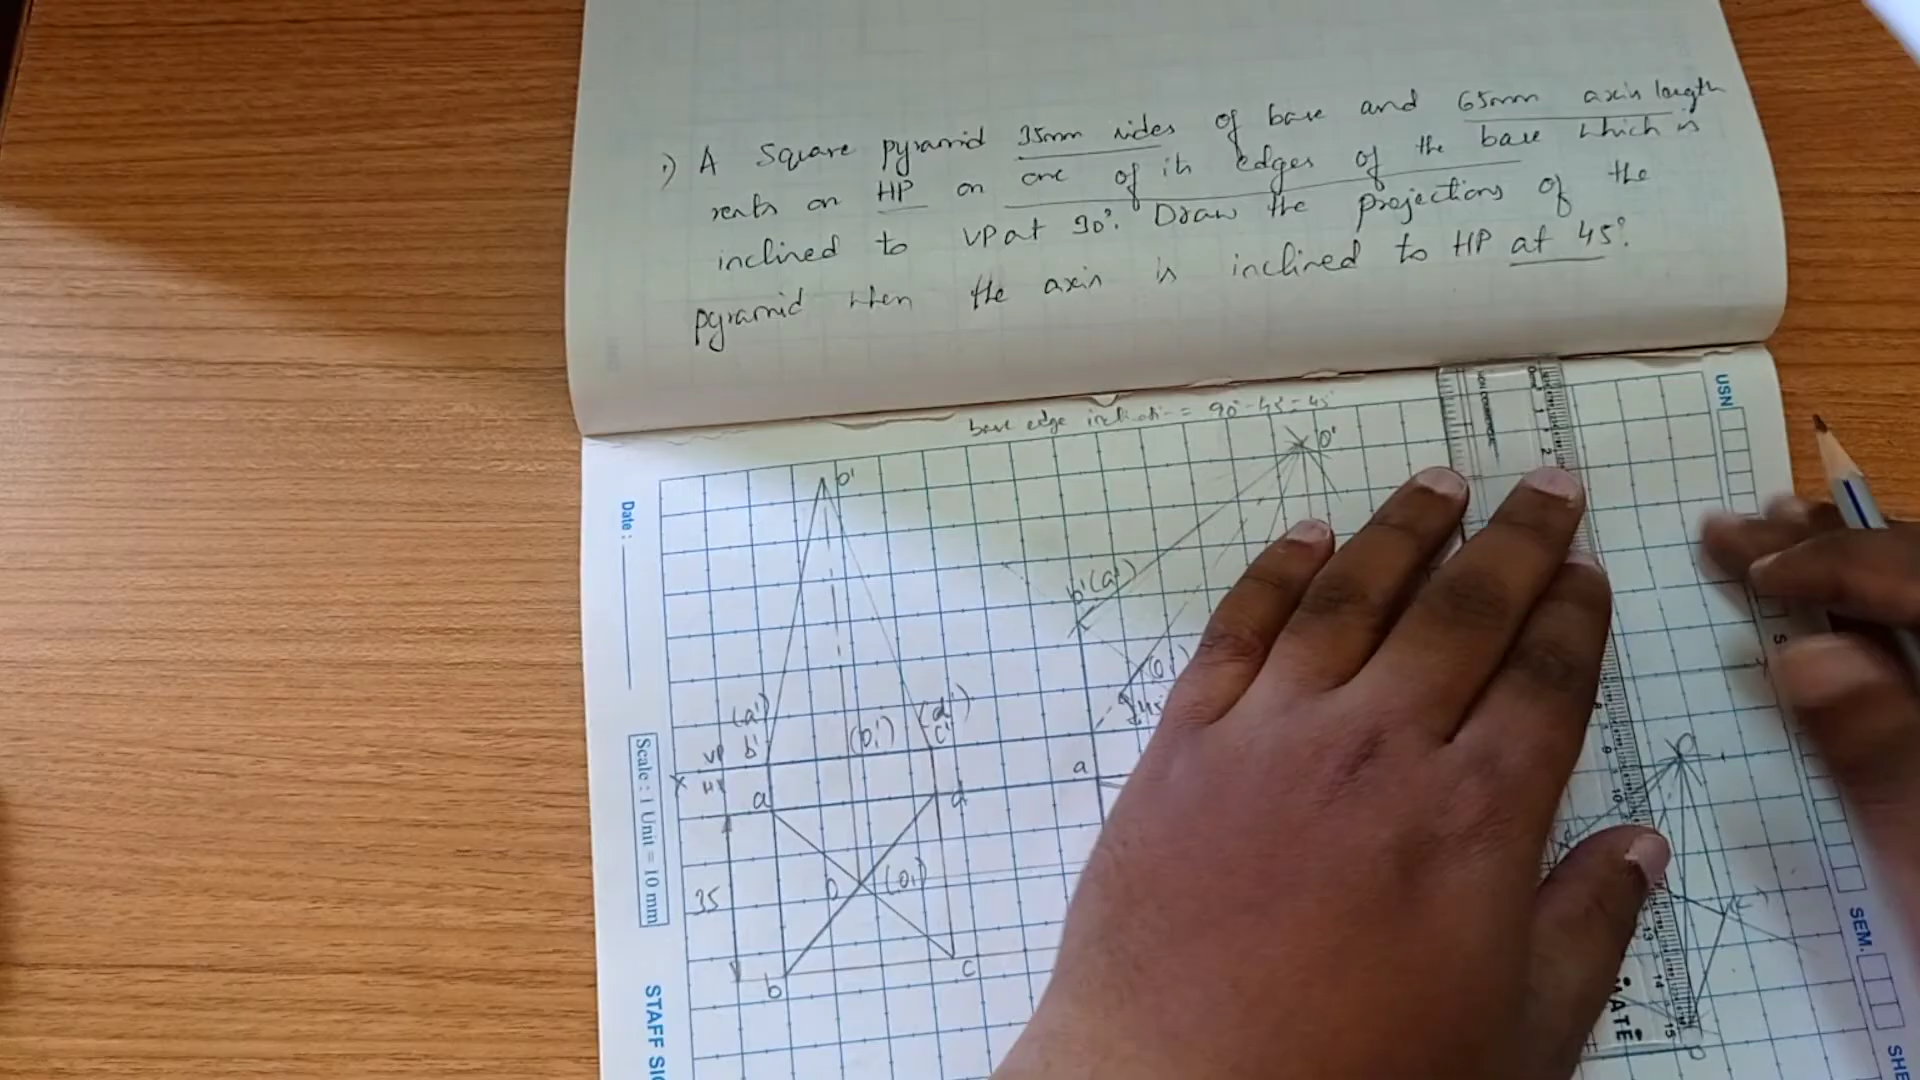 1) A Square pyramid 35mm sides of base and 65mm axis length
rests on HP on one of its edges of the base which is
inclined to VP at 30°. Draw the projections of the
pyramid when the axis is inclined to HP at 45°.
base edge inclination = 90°-45°=45°
USN
Date :
o'
o'
b'(a')
(a')
b'
(o1')
(d')
c'
VP
X
a
d
a
35
o
(o1)
b
c
Scale : 1 Unit = 10 mm
STAFF SI
SEM.
SHE